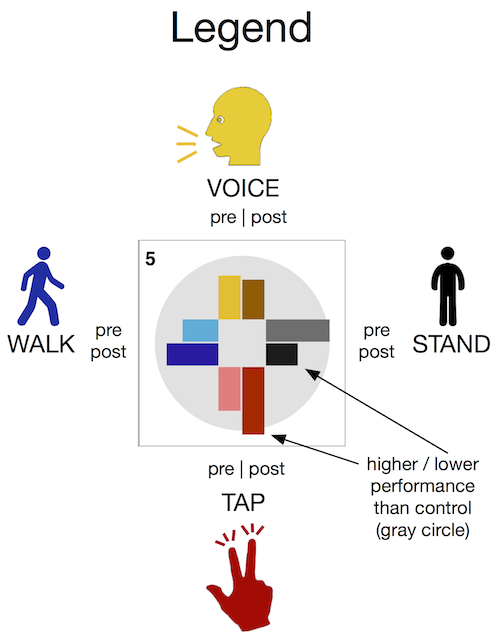 Legend
VOICE
pre | post
5
WALK
pre
post
pre
post
STAND
pre | post
TAP
higher / lower
performance
than control
(gray circle)